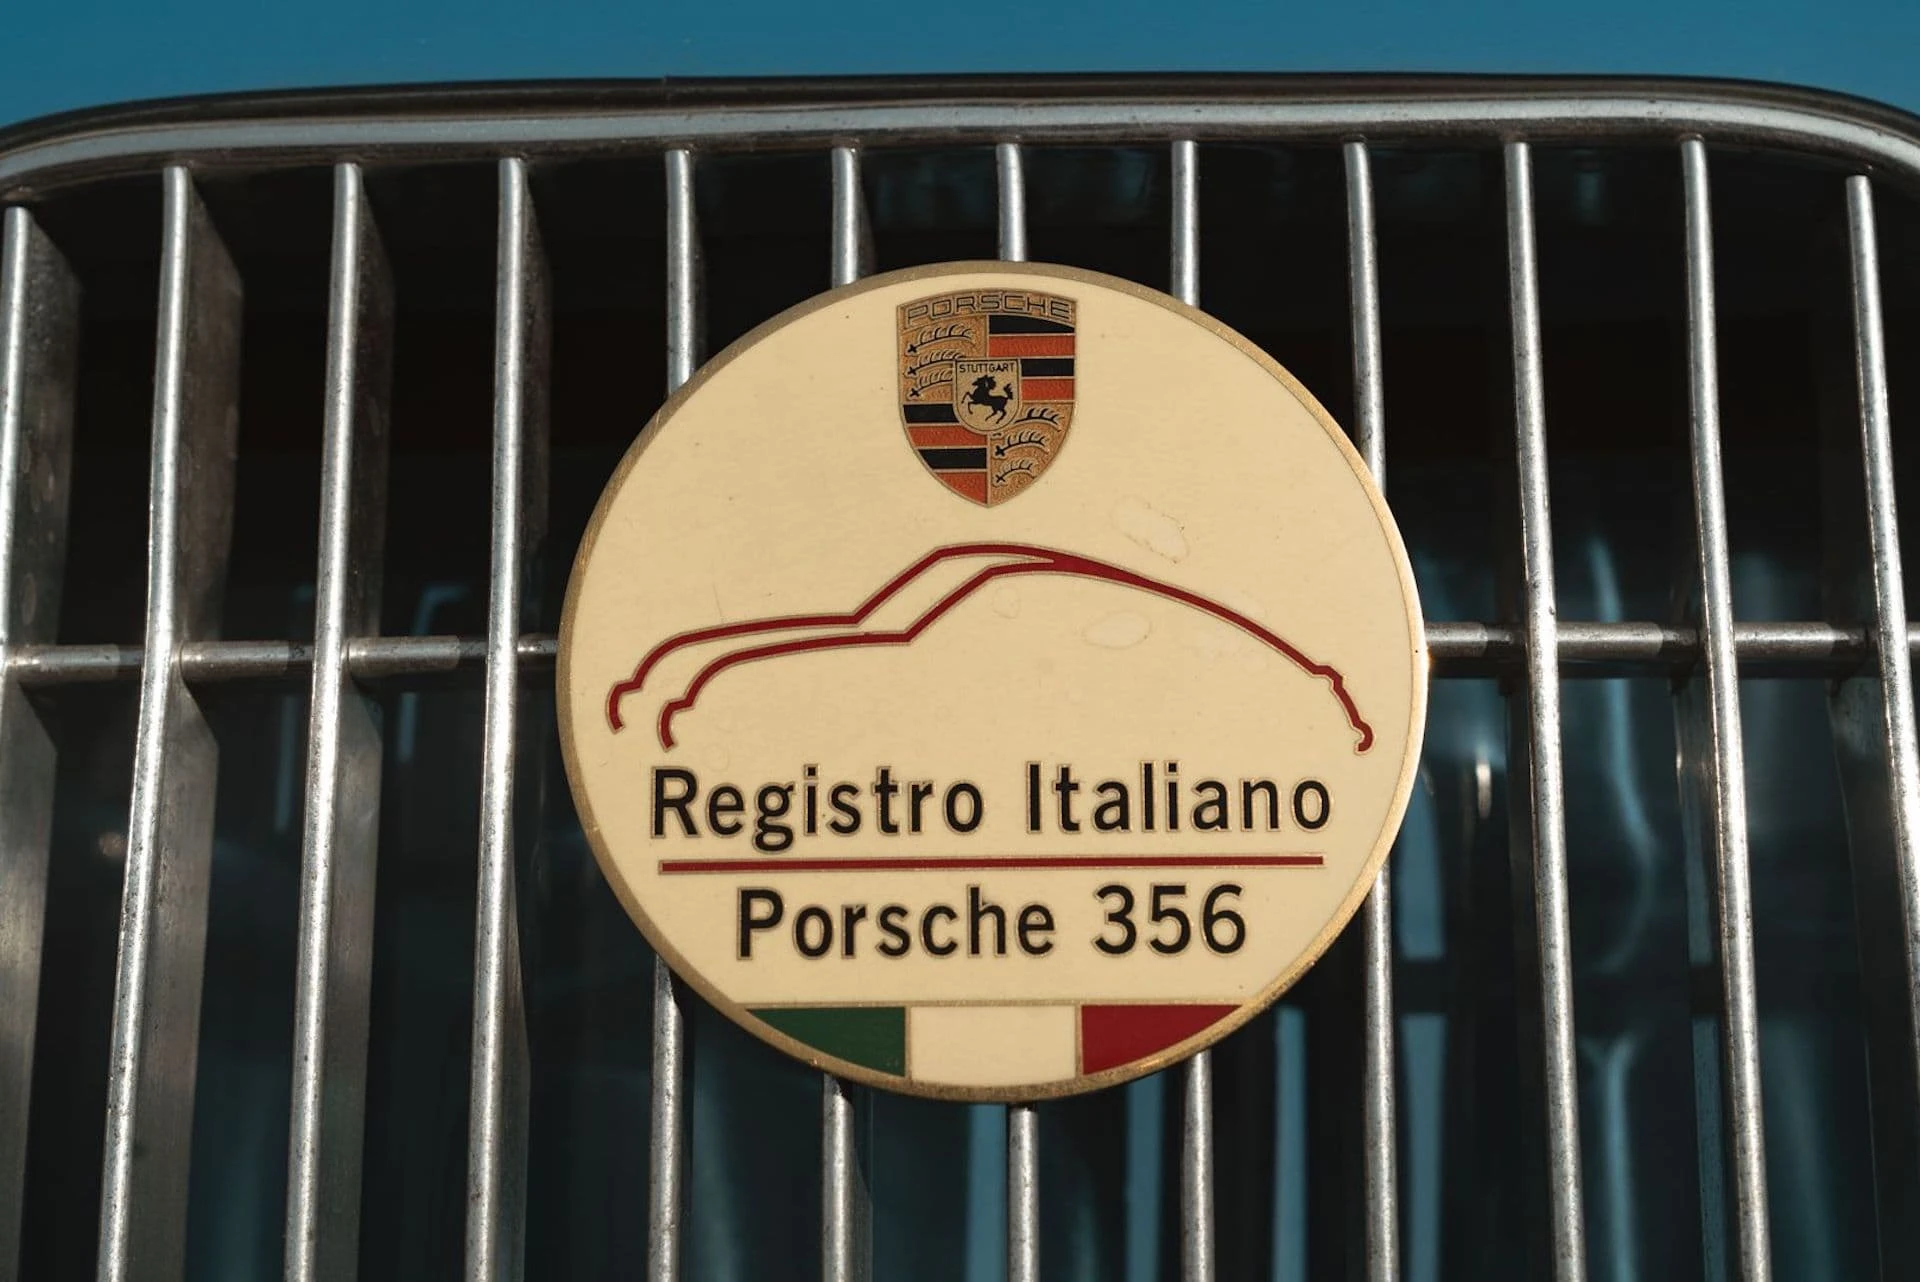 PORSCHE
STUTTGART
Registro Italiano
Porsche 356